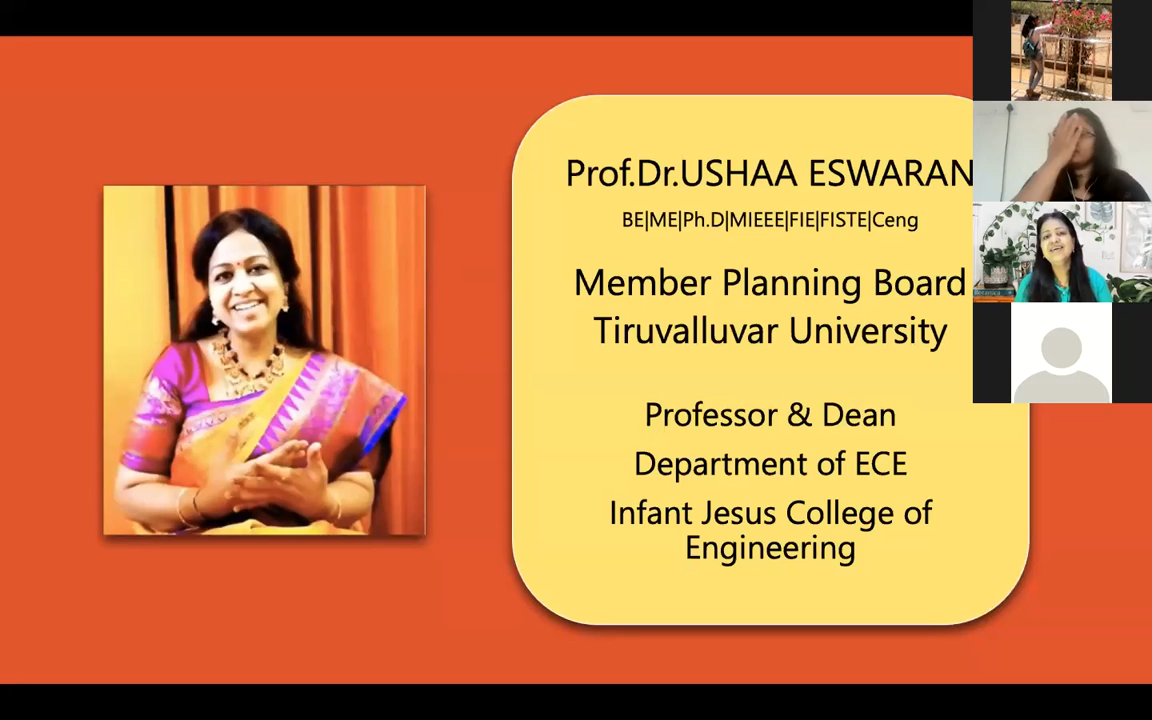 Prof.Dr.USHAA ESWARAN
BE|ME|Ph.D|MIEEE|FIE|FISTE|Ceng
Member Planning Board
Tiruvalluvar University
Professor & Dean
Department of ECE
Infant Jesus College of
Engineering